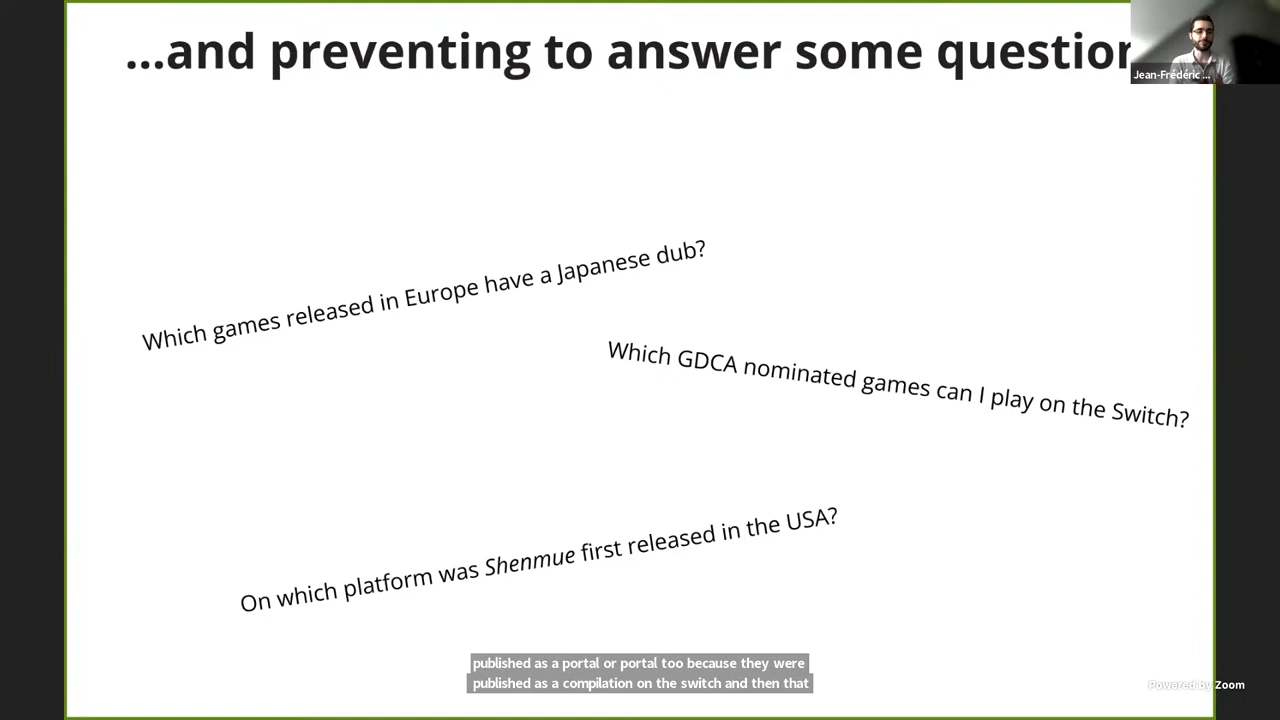 ...and preventing to answer some question
Jean-Frédéric ...
Which games released in Europe have a Japanese dub?
Which GDCA nominated games can I play on the Switch?
On which platform was Shenmue first released in the USA?
published as a portal or portal too because they were
published as a compilation on the switch and then that
Powered by Zoom